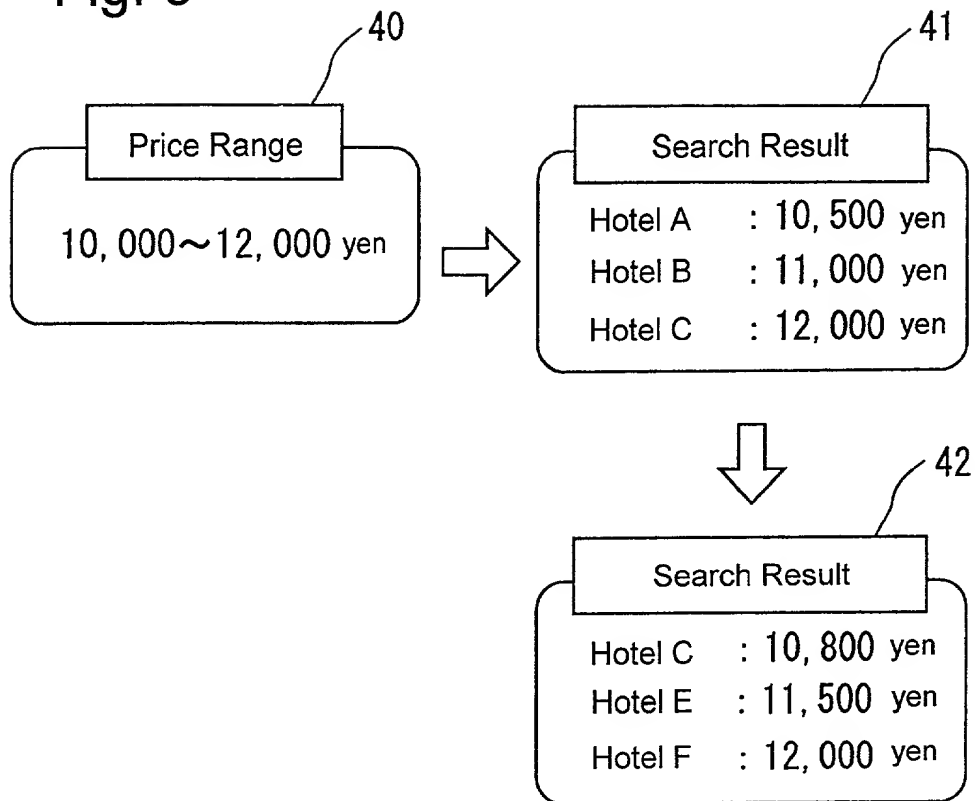 40
Price Range
10,000~12,000 yen
41
Search Result
Hotel A : 10,500 yen
Hotel B : 11,000 yen
Hotel C : 12,000 yen
42
Search Result
Hotel C : 10,800 yen
Hotel E : 11,500 yen
Hotel F : 12,000 yen